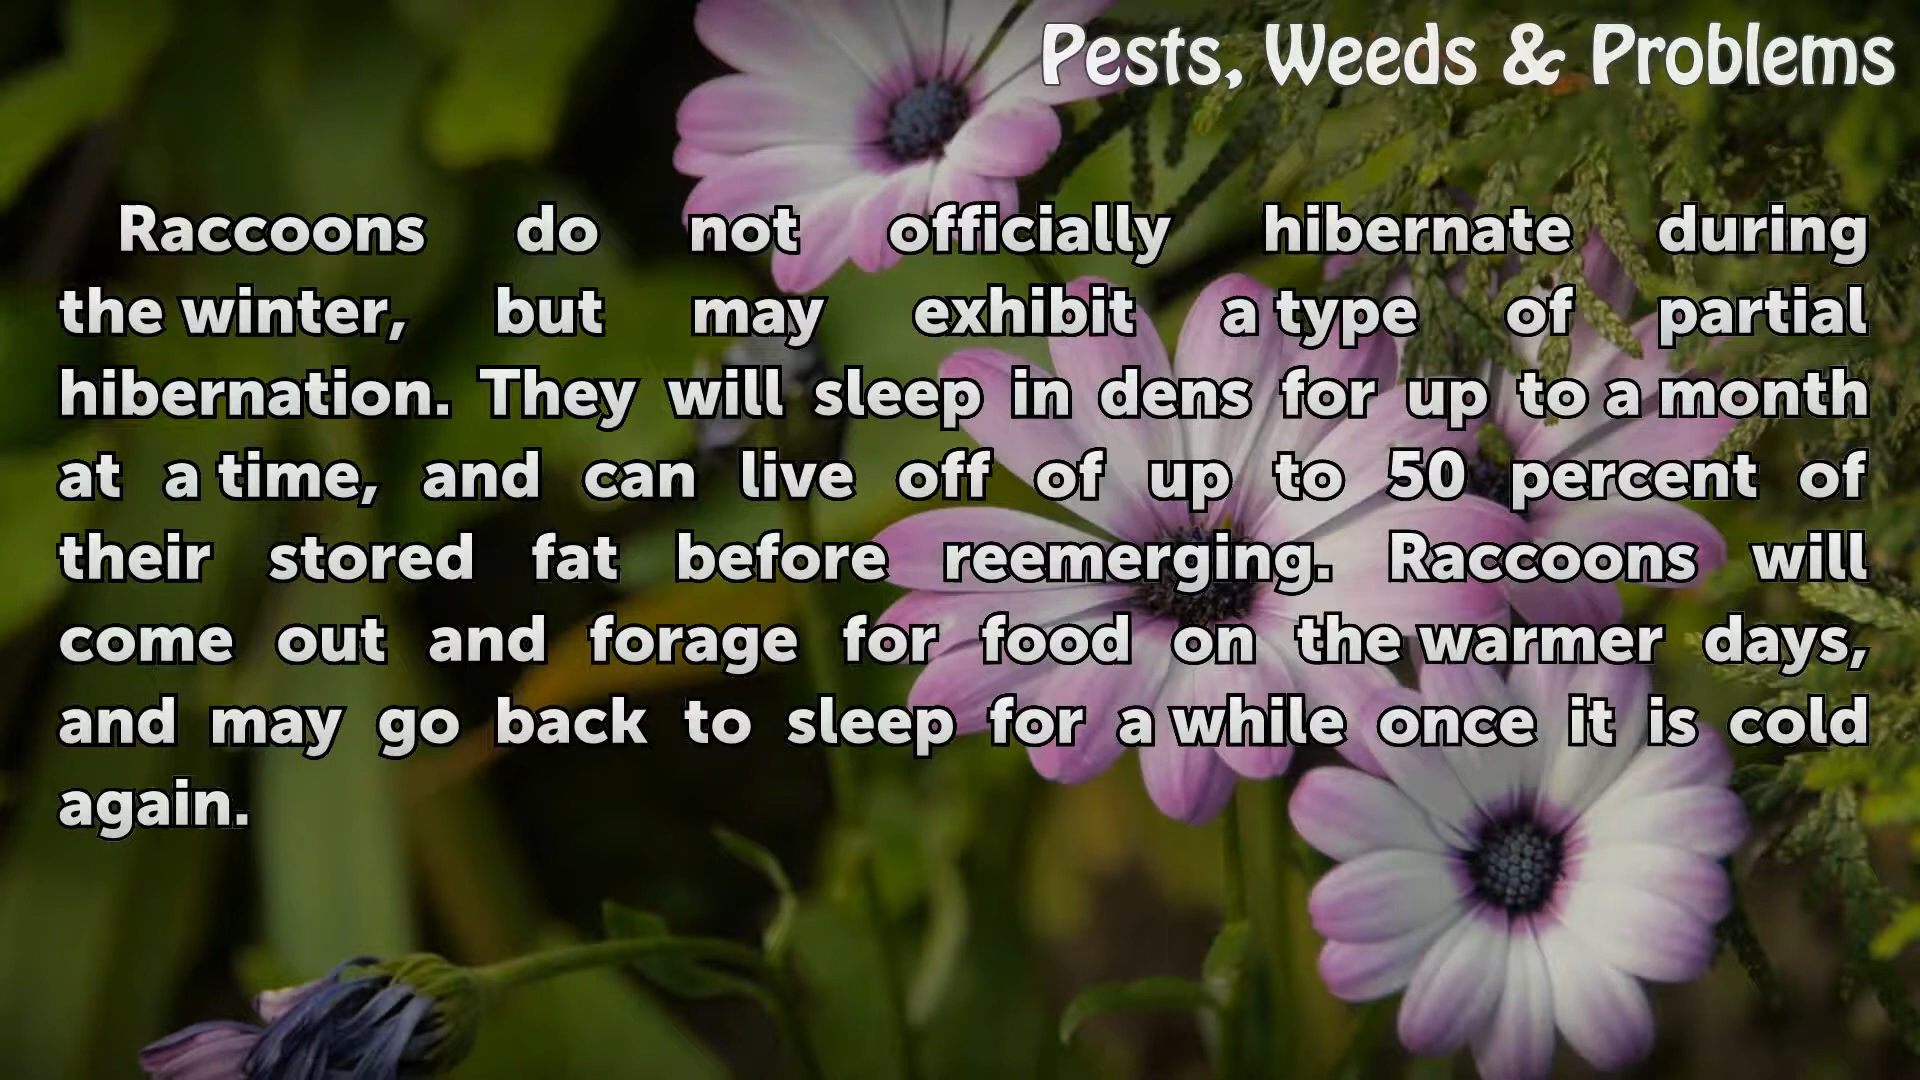 Pests, Weeds & Problems
Raccoons do not officially hibernate during
the winter, but may exhibit a type of partial
hibernation. They will sleep in dens for up to a month
at a time, and can live off of up to 50 percent of
their stored fat before reemerging. Raccoons will
come out and forage for food on the warmer days,
and may go back to sleep for a while once it is cold
again.